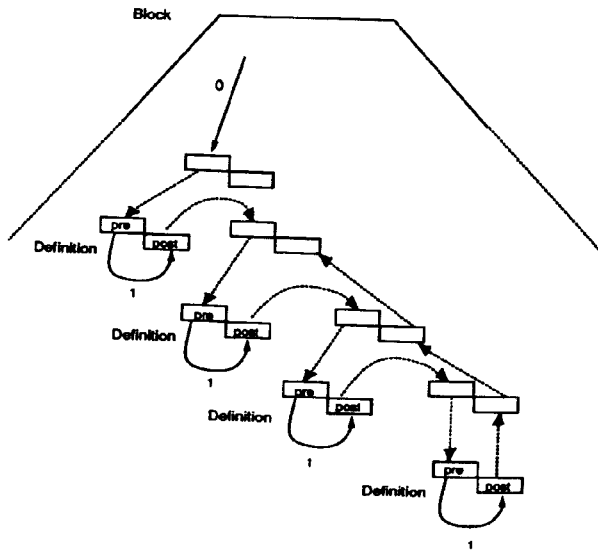 Block
0
pre
post
Definition
1
pre
post
Definition
1
pre
post
Definition
1
pre
post
Definition
1